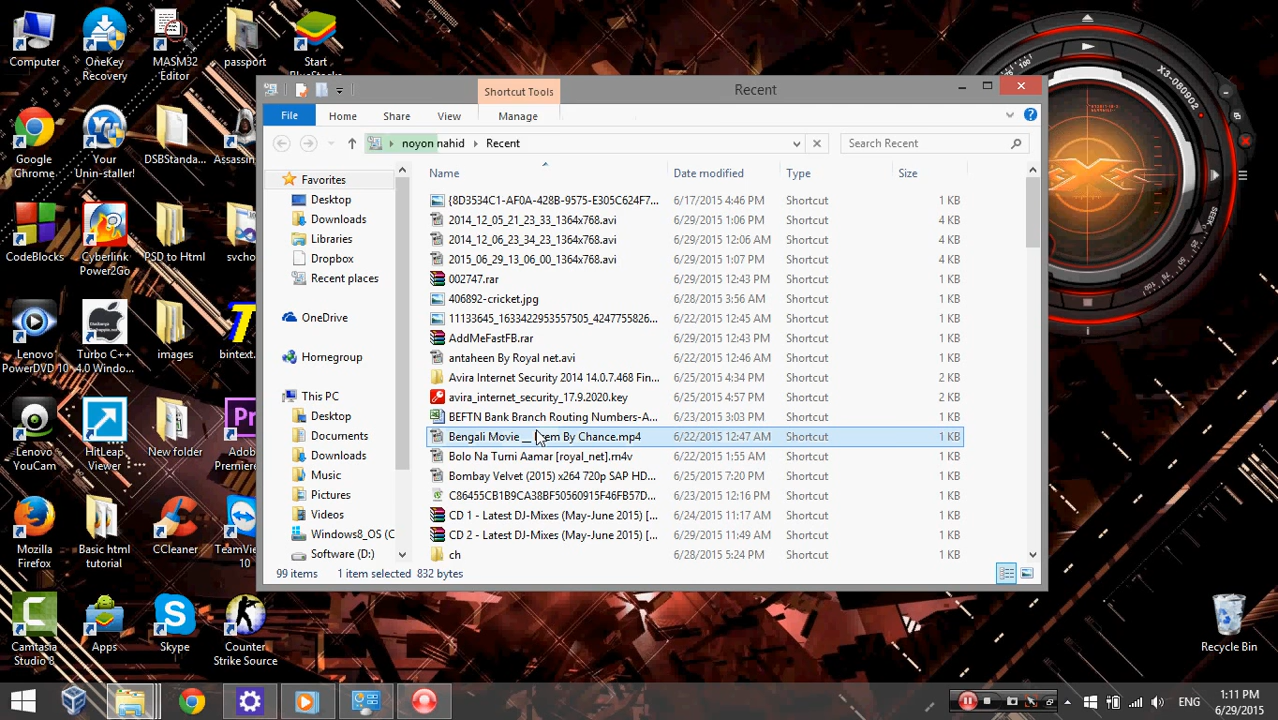 Computer
OneKey Recovery
MASM32 Editor
passport
Start
Google Chrome
Your Unin-staller!
DSBStanda...
Assassin
CodeBlocks
Cyberlink Power2Go
PSD to Html
svcho
Lenovo PowerDVD 10
Turbo C++ 4.0 Windo...
images
bintext.
Lenovo YouCam
HitLeap Viewer
New folder
Adobe Premiere
Mozilla Firefox
Basic html tutorial
CCleaner
TeamVie 10
Camtasia Studio 8
Apps
Skype
Counter Strike Source
Recycle Bin
X3-080902
SEEK
Shortcut Tools
Recent
File
Home
Share
View
Manage
noyon nahid
Recent
Search Recent
Favorites
Desktop
Downloads
Libraries
Dropbox
Recent places
OneDrive
Homegroup
This PC
Desktop
Documents
Downloads
Music
Pictures
Videos
Windows8_OS (C
Software (D:)
Name Date modified Type Size
{8D3534C1-AF0A-428B-9575-E305C624F7... 6/17/2015 4:46 PM Shortcut 1 KB
2014_12_05_21_23_33_1364x768.avi 6/29/2015 1:06 PM Shortcut 4 KB
2014_12_06_23_34_23_1364x768.avi 6/29/2015 12:06 AM Shortcut 4 KB
2015_06_29_13_06_00_1364x768.avi 6/29/2015 1:07 PM Shortcut 1 KB
002747.rar 6/29/2015 12:43 PM Shortcut 1 KB
406892-cricket.jpg 6/28/2015 3:56 AM Shortcut 1 KB
11133645_1633422953557505_4247755826... 6/22/2015 12:45 AM Shortcut 1 KB
AddMeFastFB.rar 6/29/2015 12:43 PM Shortcut 1 KB
antaheen By Royal net.avi 6/22/2015 12:46 AM Shortcut 1 KB
Avira Internet Security 2014 14.0.7.468 Fin... 6/25/2015 4:34 PM Shortcut 2 KB
avira_internet_security_17.9.2020.key 6/25/2015 4:57 PM Shortcut 2 KB
BEFTN Bank Branch Routing Numbers-A... 6/23/2015 3:03 PM Shortcut 1 KB
Bengali Movie __ em By Chance.mp4 6/22/2015 12:47 AM Shortcut 1 KB
Bolo Na Tumi Aamar [royal_net].m4v 6/22/2015 1:55 AM Shortcut 1 KB
Bombay Velvet (2015) x264 720p SAP HD... 6/25/2015 7:20 PM Shortcut 1 KB
C86455CB1B9CA38BF50560915F46FB57D... 6/23/2015 12:16 PM Shortcut 1 KB
CD 1 - Latest DJ-Mixes (May-June 2015) [... 6/24/2015 11:17 AM Shortcut 1 KB
CD 2 - Latest DJ-Mixes (May-June 2015) [... 6/29/2015 11:49 AM Shortcut 1 KB
ch 6/28/2015 5:24 PM Shortcut 1 KB
99 items 1 item selected 832 bytes
ENG
1:11 PM
6/29/2015